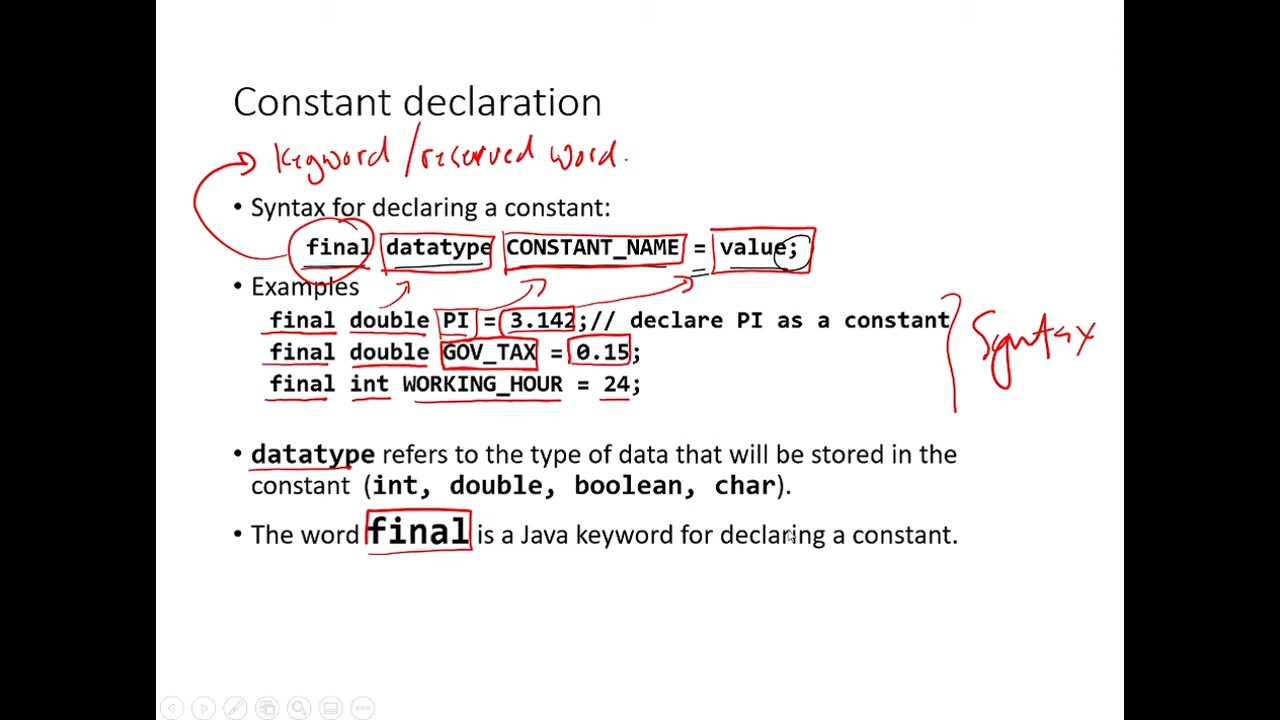 Constant declaration
keyword / reserved word.
• Syntax for declaring a constant:
final datatype CONSTANT_NAME = value;
• Examples
final double PI = 3.142;// declare PI as a constant
final double GOV_TAX = 0.15;
final int WORKING_HOUR = 24;
Syntax
• datatype refers to the type of data that will be stored in the
constant (int, double, boolean, char).
• The word final is a Java keyword for declaring a constant.